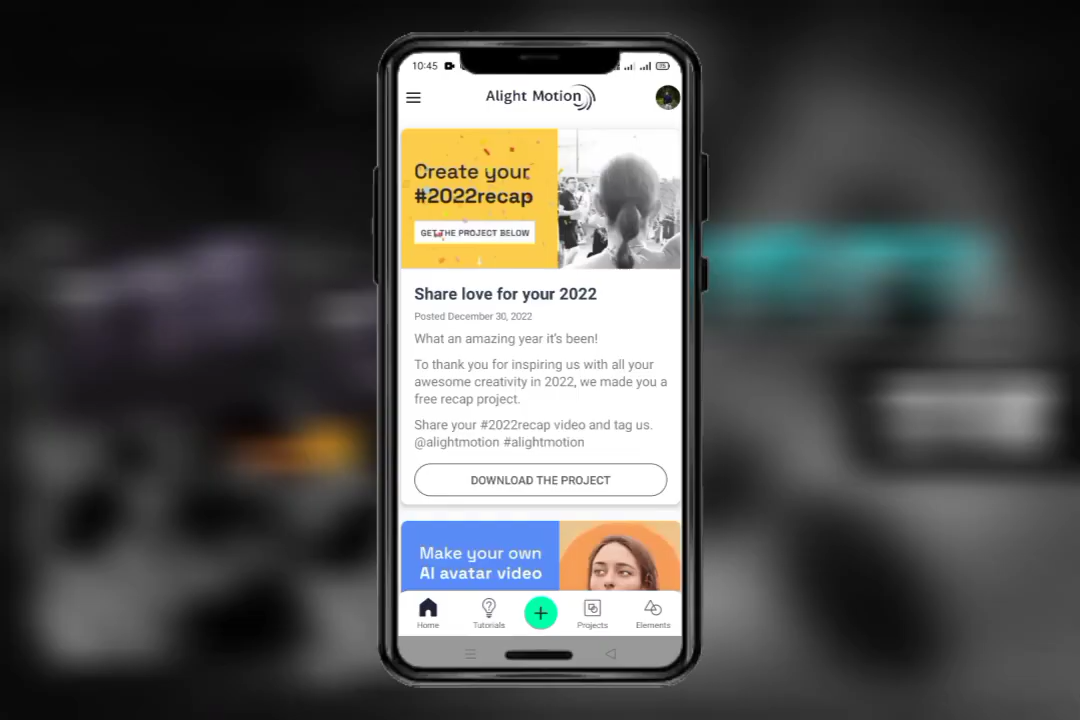 10:45
25
Alight Motion
Create your
#2022recap
GET THE PROJECT BELOW
Share love for your 2022
Posted December 30, 2022
What an amazing year it's been!
To thank you for inspiring us with all your
awesome creativity in 2022, we made you a
free recap project.
Share your #2022recap video and tag us.
@alightmotion #alightmotion
DOWNLOAD THE PROJECT
Make your own
AI avatar video
Home
Tutorials
Projects
Elements